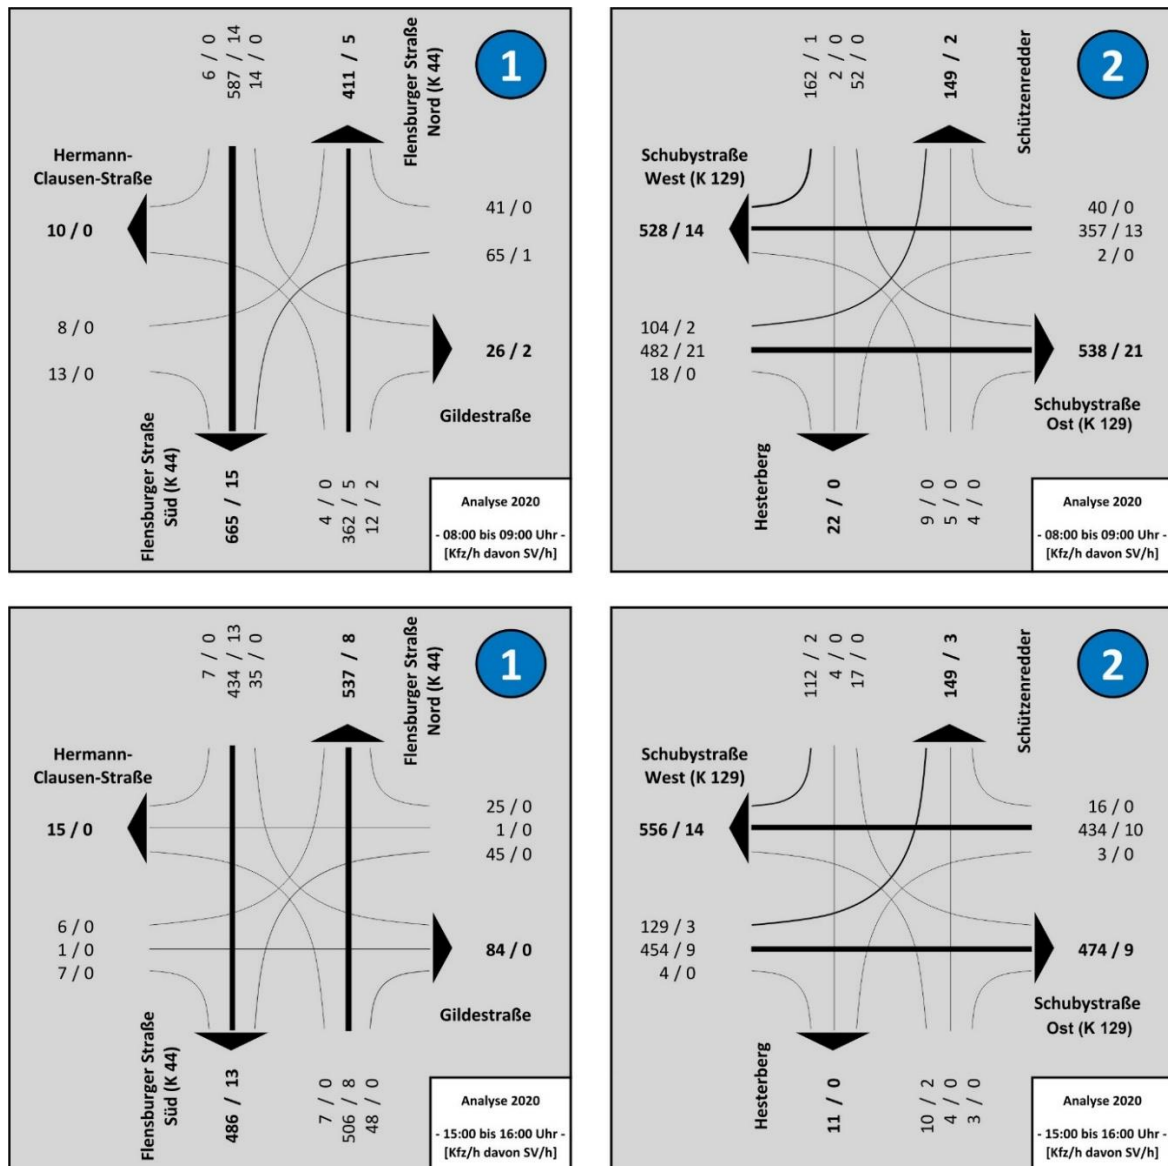 6 / 0
587 / 14
14 / 0
411 / 5
Flensburger Straße
Nord (K 44)
1
Hermann-
Clausen-Straße
10 / 0
41 / 0
65 / 1
8 / 0
13 / 0
26 / 2
Gildestraße
Flensburger Straße
Süd (K 44)
665 / 15
4 / 0
362 / 5
12 / 2
Analyse 2020
- 08:00 bis 09:00 Uhr -
[Kfz/h davon SV/h]
162 / 1
2 / 0
52 / 0
149 / 2
Schützenredder
2
Schubystraße
West (K 129)
528 / 14
40 / 0
357 / 13
2 / 0
104 / 2
482 / 21
18 / 0
538 / 21
Schubystraße
Ost (K 129)
Hesterberg
22 / 0
9 / 0
5 / 0
4 / 0
Analyse 2020
- 08:00 bis 09:00 Uhr -
[Kfz/h davon SV/h]
7 / 0
434 / 13
35 / 0
537 / 8
Flensburger Straße
Nord (K 44)
1
Hermann-
Clausen-Straße
15 / 0
25 / 0
1 / 0
45 / 0
6 / 0
1 / 0
7 / 0
84 / 0
Gildestraße
Flensburger Straße
Süd (K 44)
486 / 13
7 / 0
506 / 8
48 / 0
Analyse 2020
- 15:00 bis 16:00 Uhr -
[Kfz/h davon SV/h]
112 / 2
4 / 0
17 / 0
149 / 3
Schützenredder
2
Schubystraße
West (K 129)
556 / 14
16 / 0
434 / 10
3 / 0
129 / 3
454 / 9
4 / 0
474 / 9
Schubystraße
Ost (K 129)
Hesterberg
11 / 0
10 / 2
4 / 0
3 / 0
Analyse 2020
- 15:00 bis 16:00 Uhr -
[Kfz/h davon SV/h]